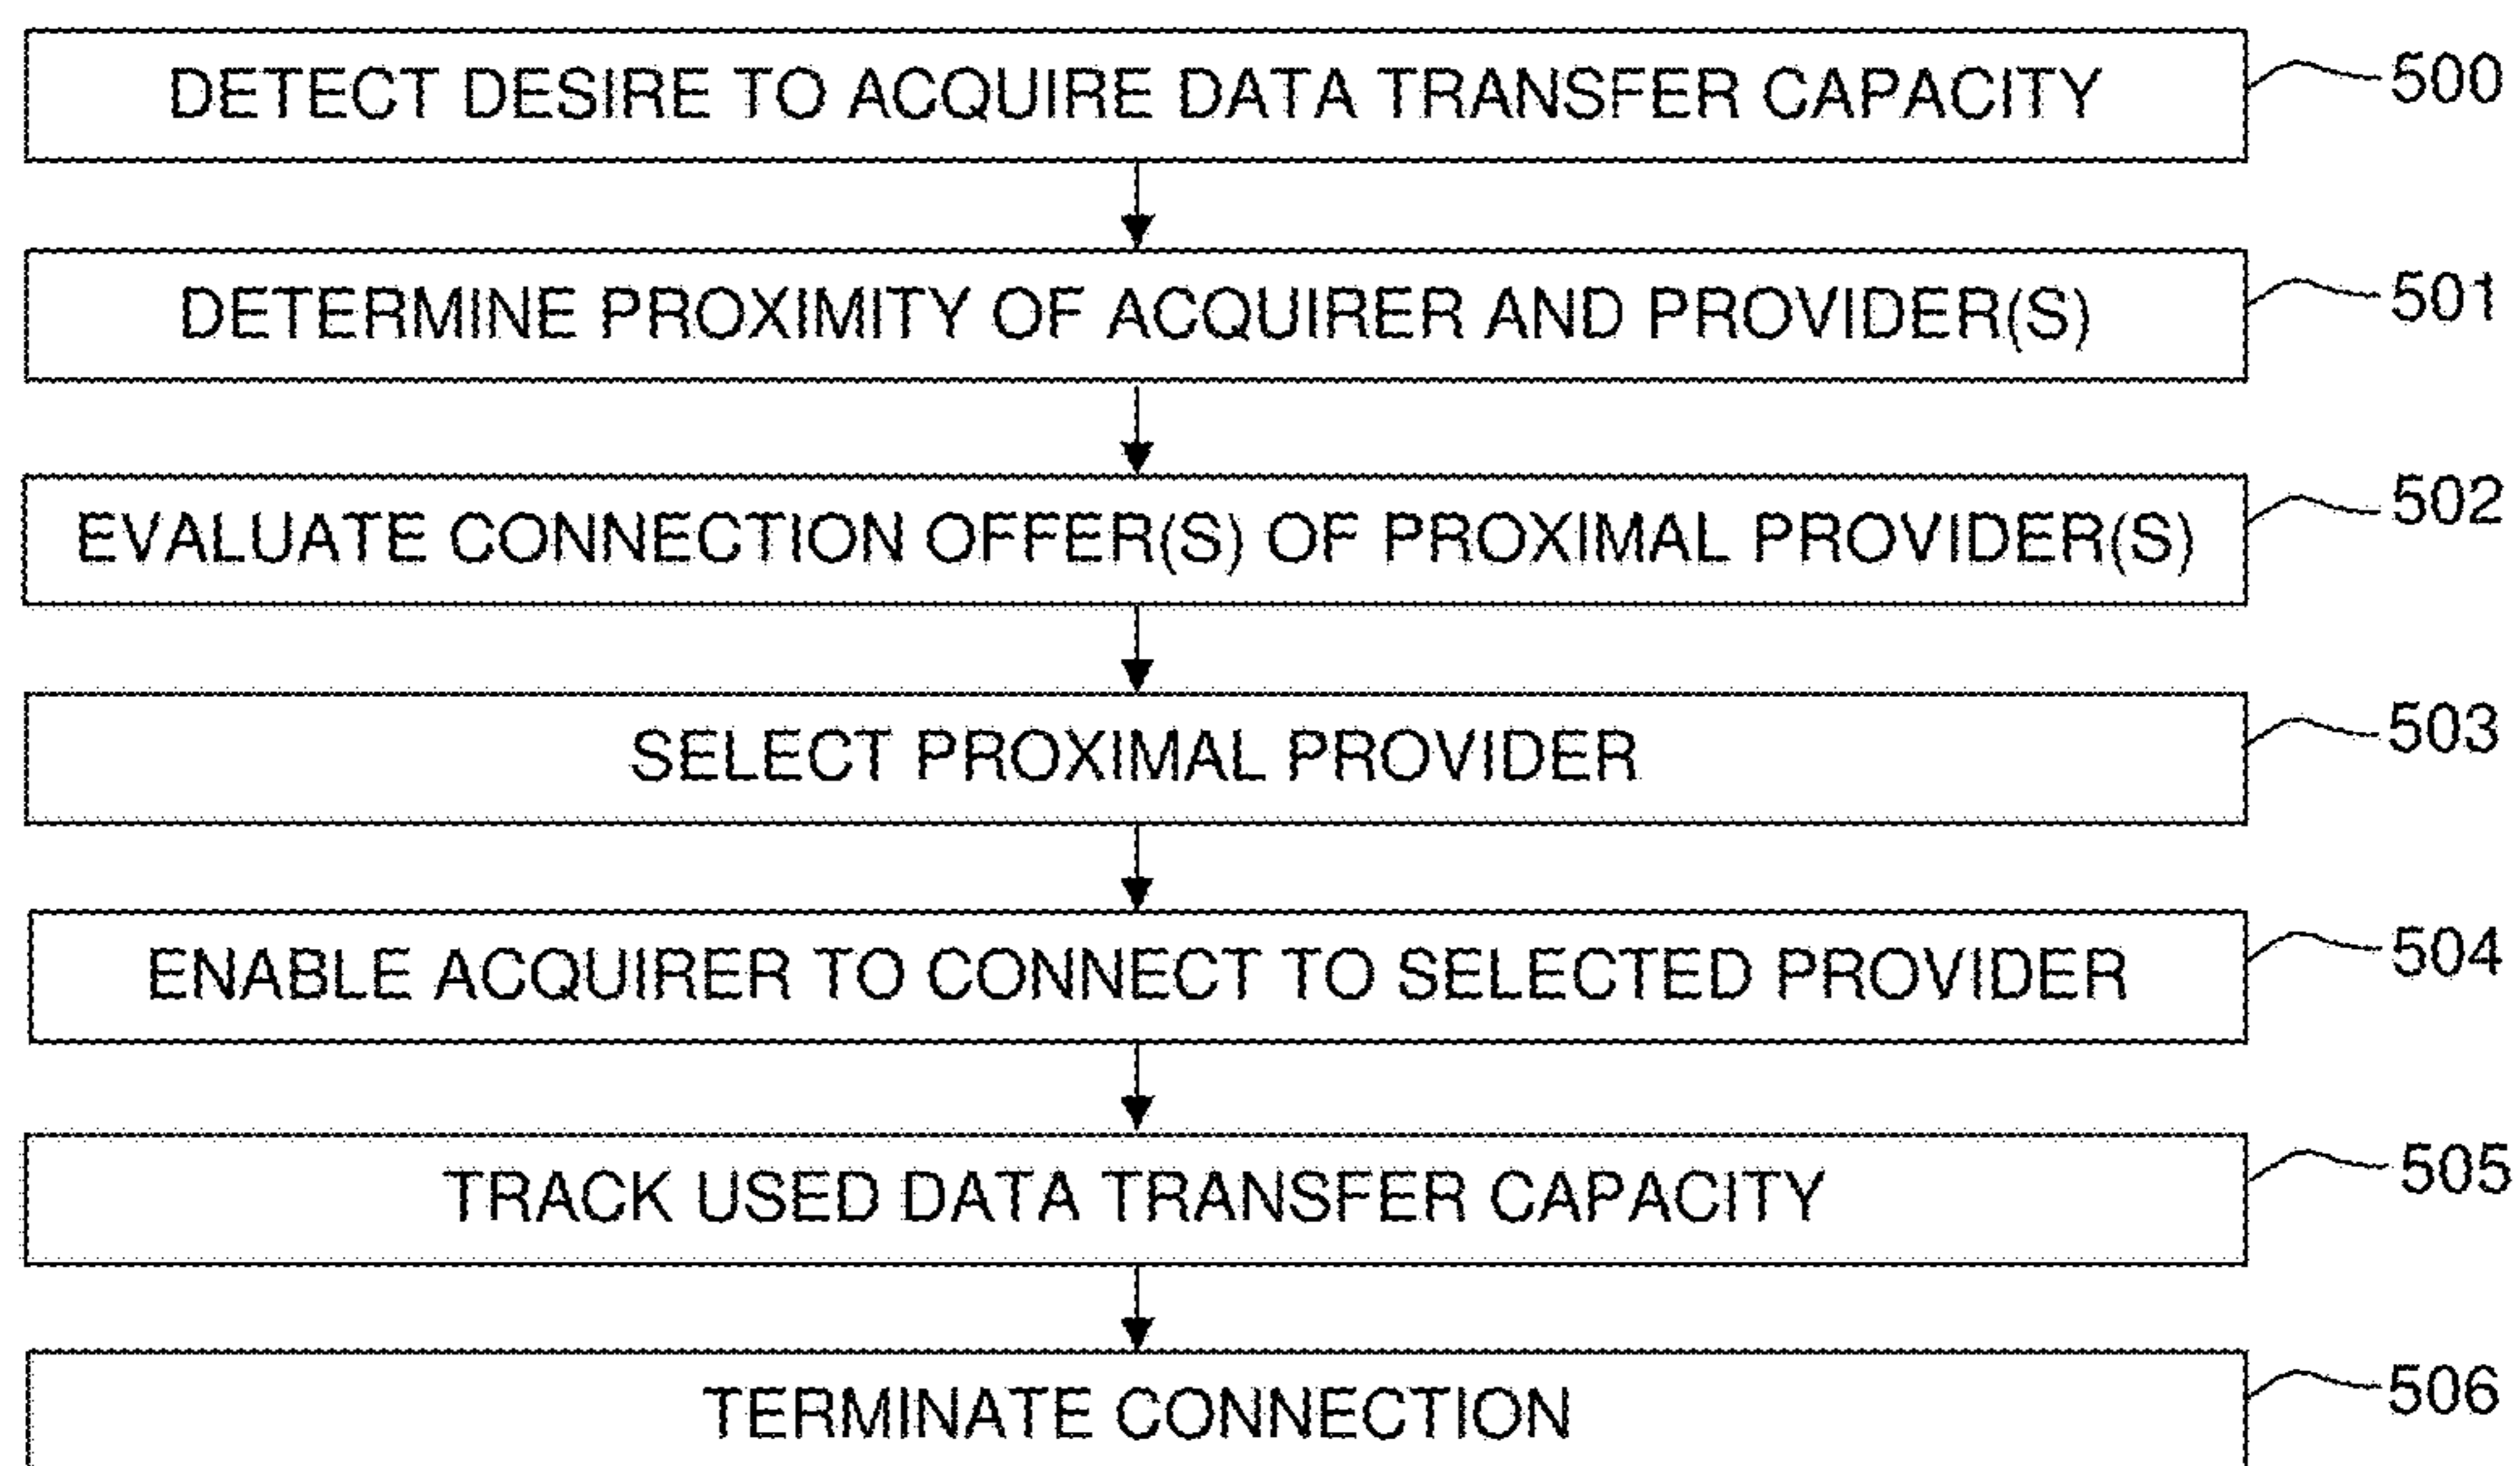 DETECT DESIRE TO ACQUIRE DATA TRANSFER CAPACITY 500
DETERMINE PROXIMITY OF ACQUIRER AND PROVIDER(S) 501
EVALUATE CONNECTION OFFER(S) OF PROXIMAL PROVIDER(S) 502
SELECT PROXIMAL PROVIDER 503
ENABLE ACQUIRER TO CONNECT TO SELECTED PROVIDER 504
TRACK USED DATA TRANSFER CAPACITY 505
TERMINATE CONNECTION 506